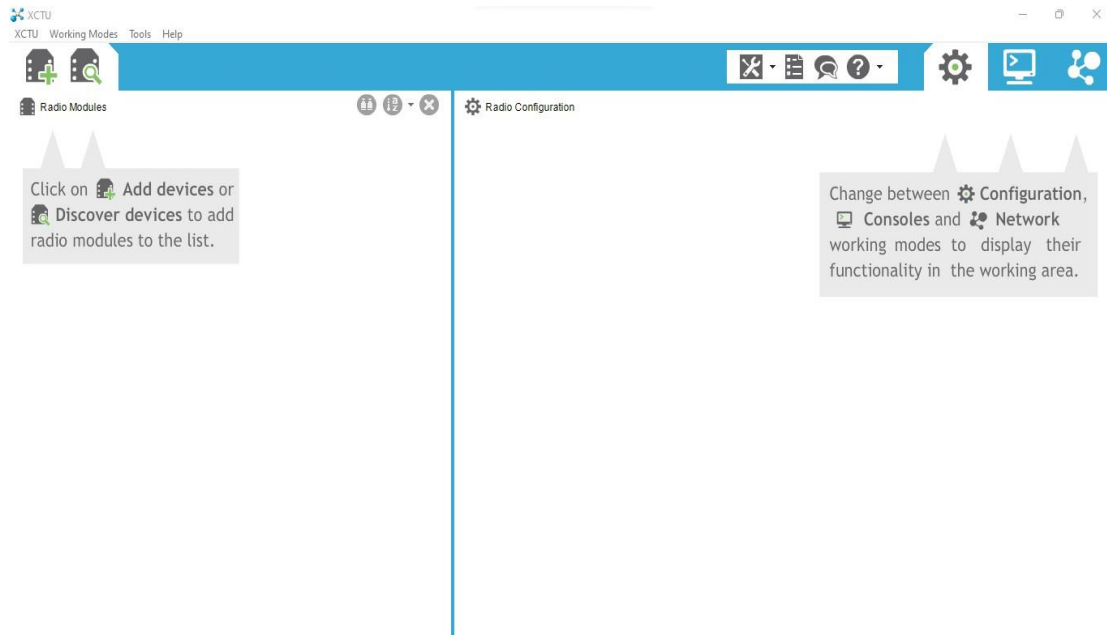 XCTU
XCTU Working Modes Tools Help
Radio Modules
Radio Configuration
Click on Add devices or
Discover devices to add
radio modules to the list.
Change between Configuration,
Consoles and Network
working modes to display their
functionality in the working area.